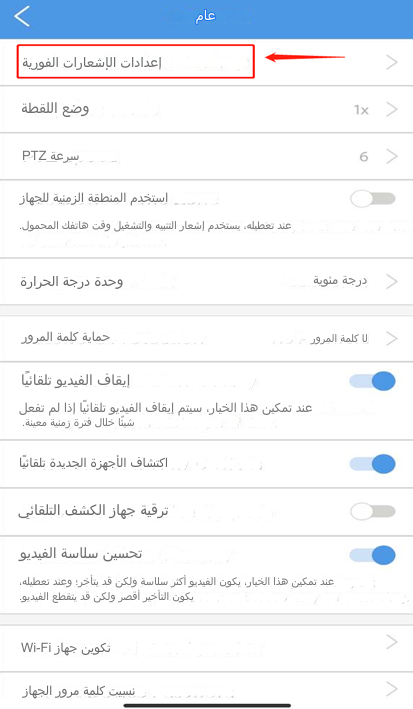 عام
إعدادات الإشعارات الفورية
وضع اللقطة
1x
سرعة PTZ
6
استخدم المنطقة الزمنية للجهاز
عند تعطيله، يستخدم إشعار التنبيه والتشغيل وقت هاتفك المحمول.
وحدة درجة الحرارة
درجة مئوية
حماية كلمة المرور
لا كلمة المرور
إيقاف الفيديو تلقائيًا
عند تمكين هذا الخيار، سيتم إيقاف الفيديو تلقائيًا إذا لم تفعل
شيئًا خلال فترة زمنية معينة.
اكتشاف الأجهزة الجديدة تلقائيًا
ترقية جهاز الكشف التلقائي
تحسين سلاسة الفيديو
عند تمكين هذا الخيار، يكون الفيديو أكثر سلاسة ولكن قد يتأخر؛ وعند تعطيله،
يكون التأخير أقصر ولكن قد يتقطع الفيديو.
تكوين جهاز Wi-Fi
نسيت كلمة مرور الجهاز